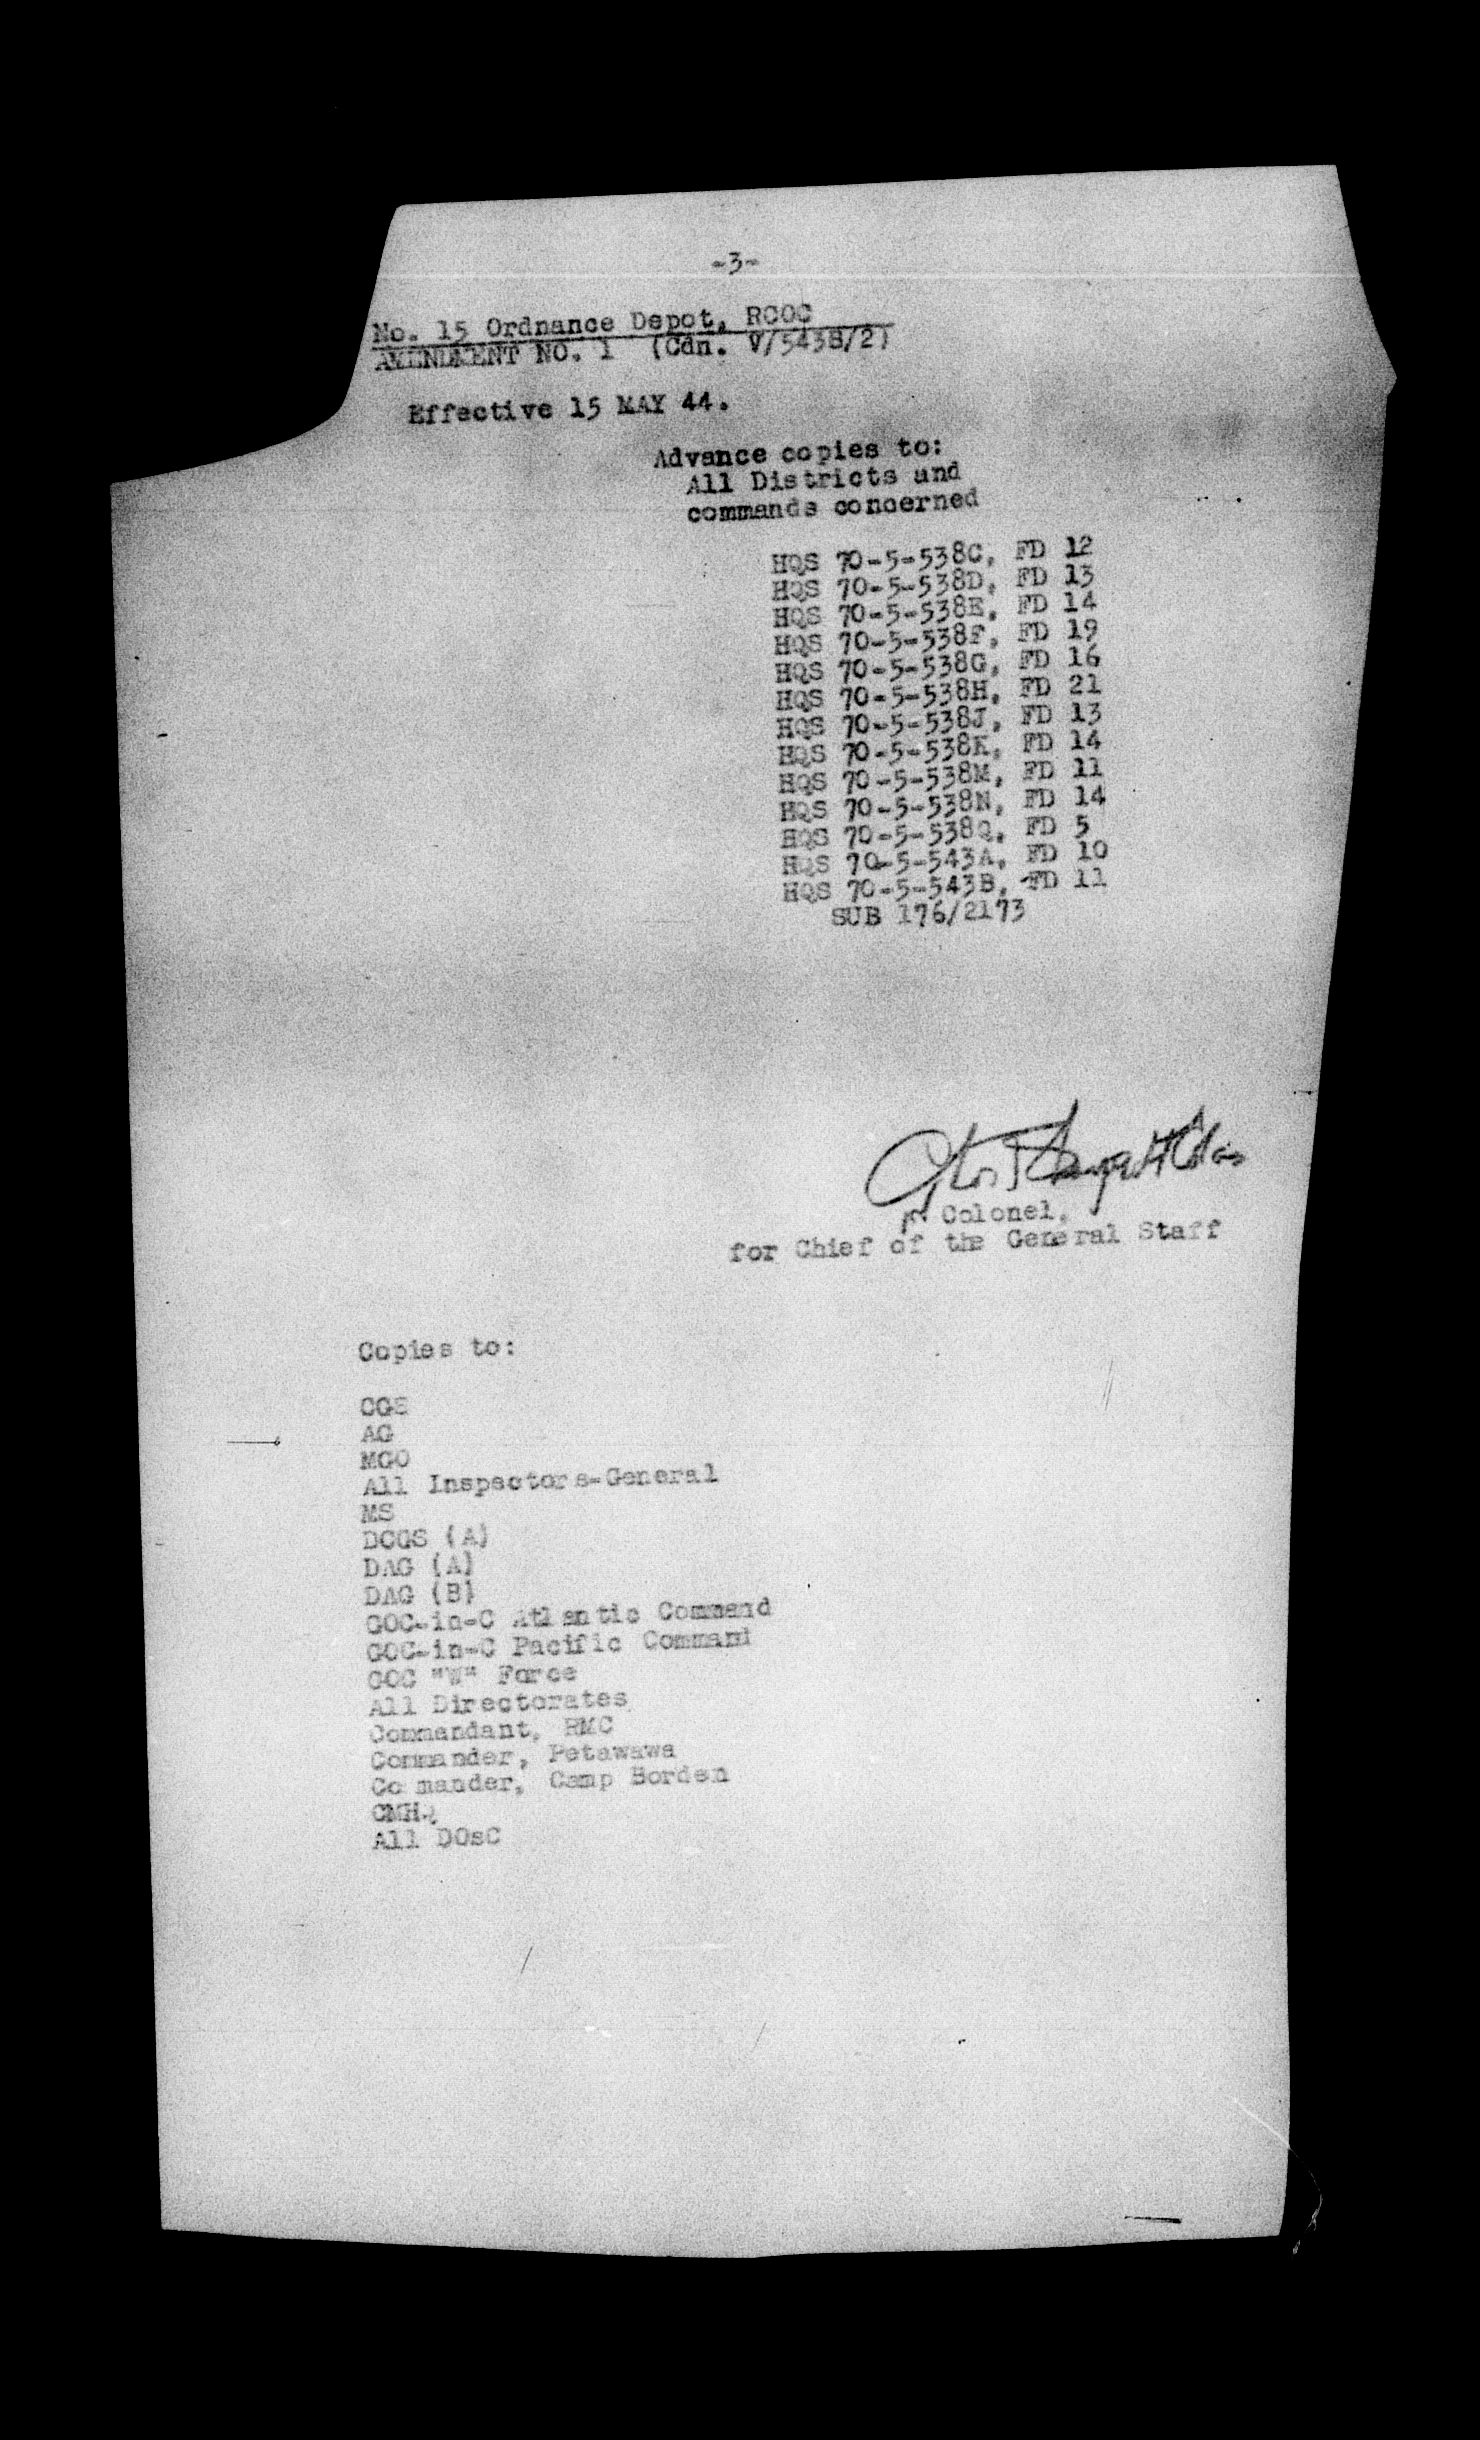 -3-
No. 15 Ordnance Depot, RCOC
AMENDMENT NO. 1 (Cdn. V/543B/2)
Effective 15 MAY 44.
Advance copies to:
All Districts and
commands concerned
HQS 70-5-538C, FD 12
HQS 70-5-538D, FD 13
HQS 70-5-538E, FD 14
HQS 70-5-538F, FD 19
HQS 70-5-538G, FD 16
HQS 70-5-538H, FD 21
HQS 70-5-538J, FD 13
HQS 70-5-538K, FD 14
HQS 70-5-538M, FD 11
HQS 70-5-538N, FD 14
HQS 70-5-538Q, FD 5
HQS 70-5-543A, FD 10
HQS 70-5-543B, FD 11
SUB 176/2173
Colonel,
for Chief of the General Staff
Copies to:
CGS
AG
MGO
All Inspectors-General
MS
DCGS (A)
DAG (A)
DAG (B)
GOC-in-C Atlantic Command
GOC-in-C Pacific Command
GOC "W" Force
All Directorates
Commandant, RMC
Commander, Petawawa
Co mander, Camp Borden
CMHQ
All DOsC